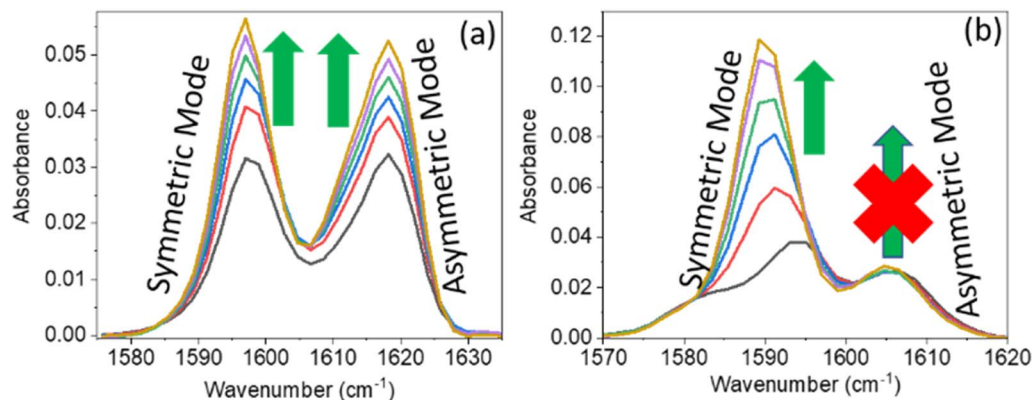 (a)
Symmetric Mode
Asymmetric Mode
Absorbance
0.05
0.04
0.03
0.02
0.01
0.00
1580 1590 1600 1610 1620 1630
Wavenumber (cm⁻¹)
(b)
Symmetric Mode
Asymmetric Mode
Absorbance
0.12
0.10
0.08
0.06
0.04
0.02
0.00
1570 1580 1590 1600 1610 1620
Wavenumber (cm⁻¹)